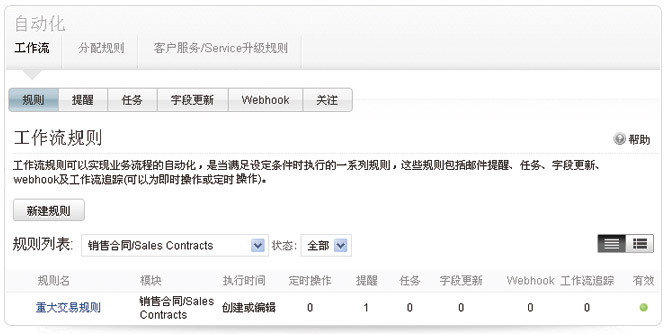 自动化
工作流 分配规则 客户服务/Service升级规则
规则 提醒 任务 字段更新 Webhook 关注
工作流规则 帮助
工作流规则可以实现业务流程的自动化，是当满足设定条件时执行的一系列规则，这些规则包括邮件提醒、任务、字段更新、
webhook及工作流追踪(可以为即时操作或定时操作)。
新建规则
规则列表: 销售合同/Sales Contracts 状态: 全部
规则名 模块 执行时间 定时操作 提醒 任务 字段更新 Webhook 工作流追踪 有效
重大交易规则 销售合同/Sales Contracts 创建或编辑 0 1 0 0 0 0